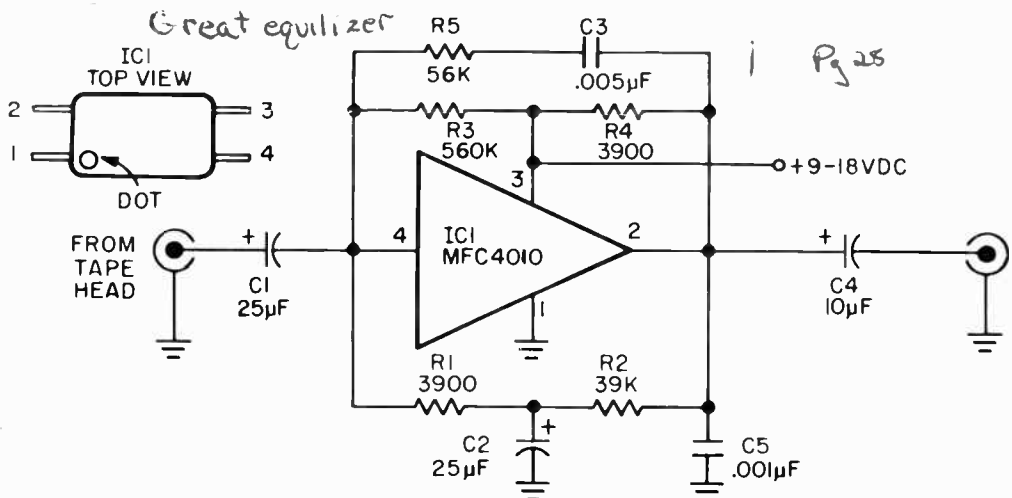 Great equilizer
Pg 28
IC1
TOP VIEW
2
3
1
4
DOT
R5
56K
C3
.005µF
R3
560K
R4
3900
3
+9-18VDC
FROM
TAPE
HEAD
+
C1
25µF
4
IC1
MFC4010
2
1
+
C4
10µF
R1
3900
R2
39K
+
C2
25µF
C5
.001µF